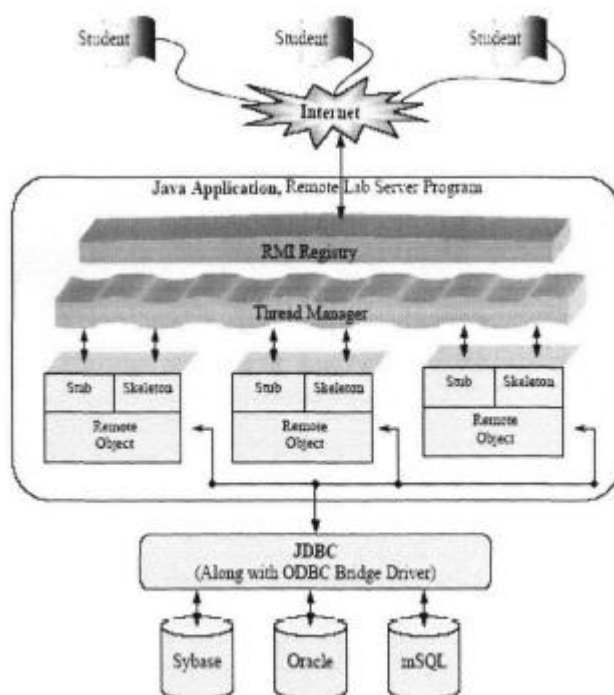 Student
Student
Student
Internet
Java Application, Remote Lab Server Program
RMI Registry
Thread Manager
Stub
Skeleton
Remote
Object
Stub
Skeleton
Remote
Object
Stub
Skeleton
Remote
Object
JDBC
(Along with ODBC Bridge Driver)
Sybase
Oracle
mSQL